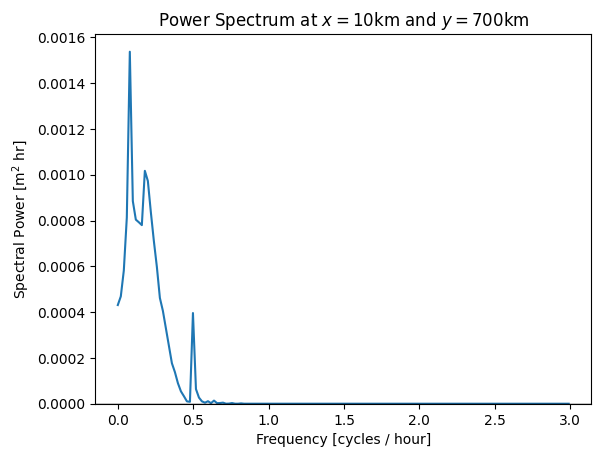 Power Spectrum at x = 10km and y = 700km
Spectral Power [m² hr]
0.0016
0.0014
0.0012
0.0010
0.0008
0.0006
0.0004
0.0002
0.0000
0.0 0.5 1.0 1.5 2.0 2.5 3.0
Frequency [cycles / hour]